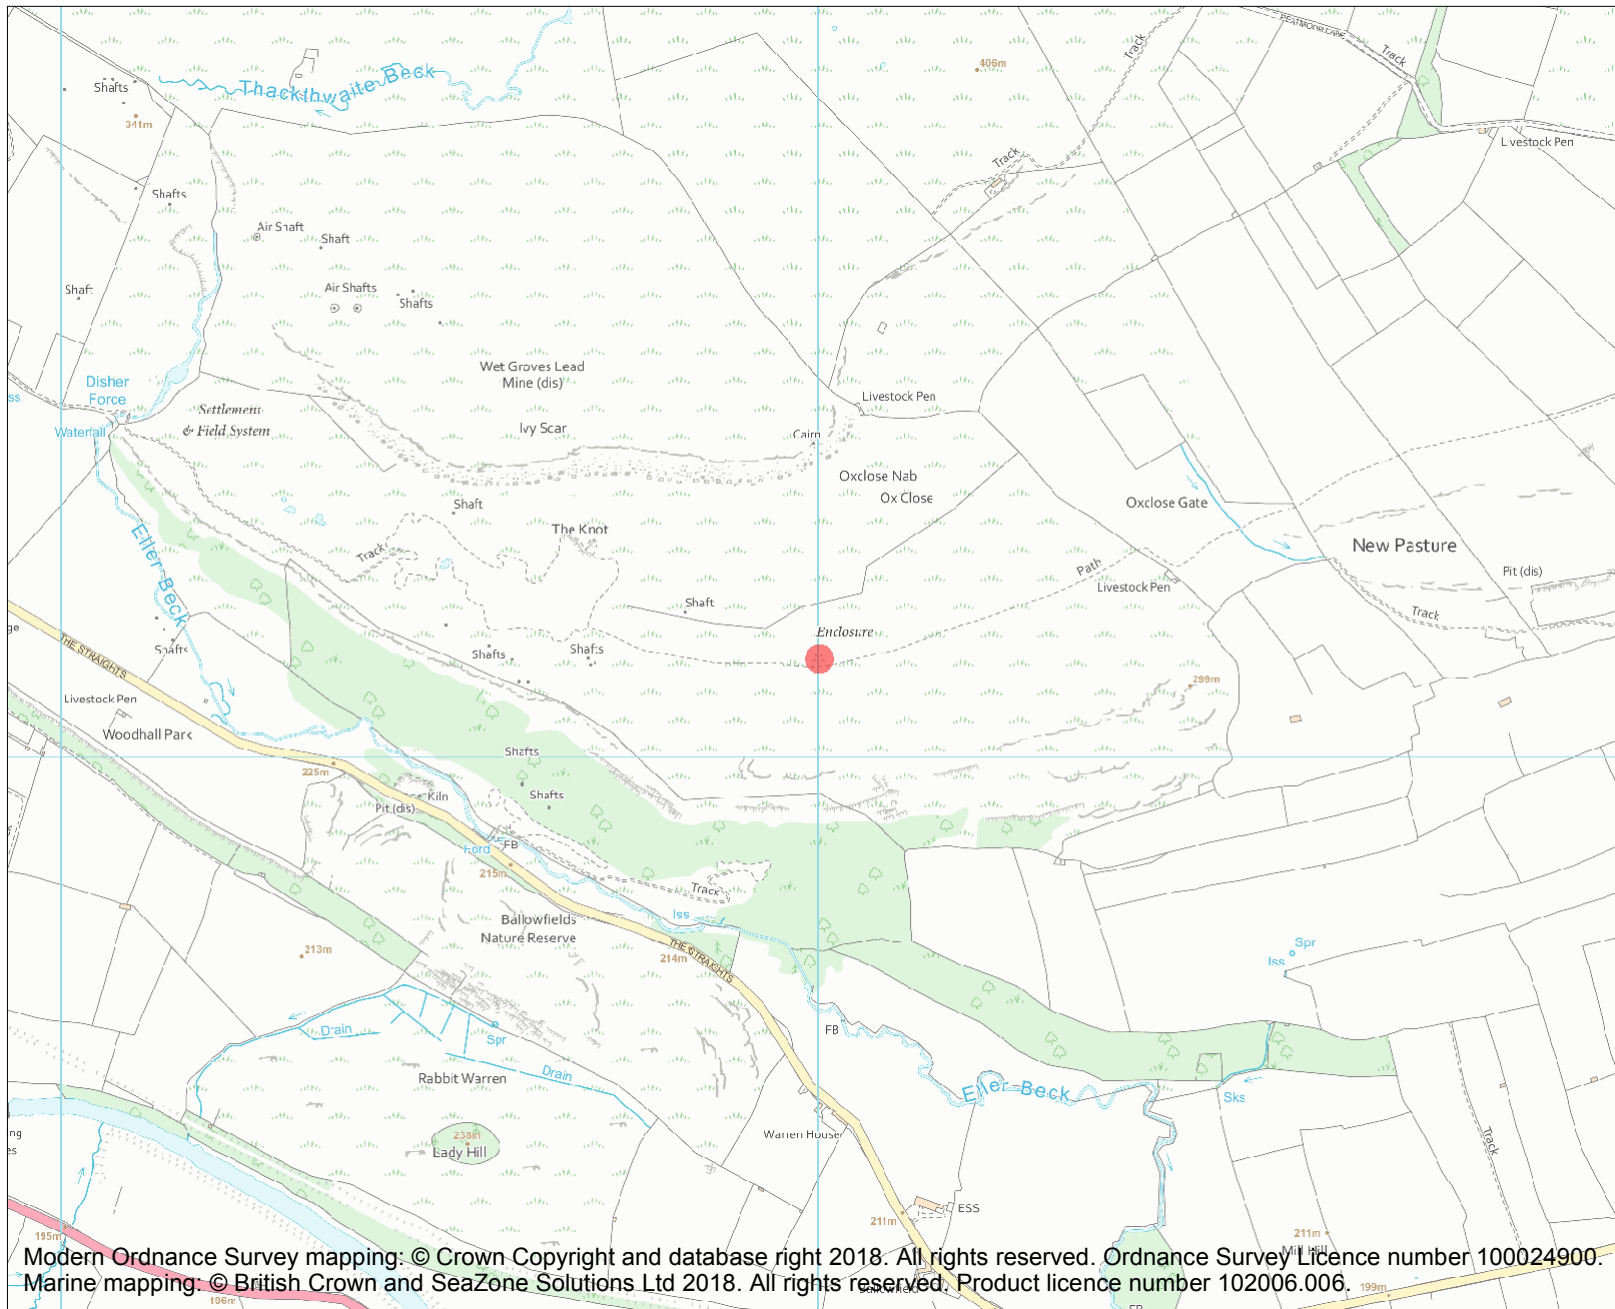 PEATMOOR LANE
Track
Track
406m
Shafts
Thackthwaite Beck
341m
Livestock Pen
Track
Shafts
Air Shaft
Shaft
Shaft
Air Shafts
Shafts
Wet Groves Lead
Mine (dis)
Disher
Force
Settlement
& Field System
Waterfall
Ivy Scar
Livestock Pen
Cairn
Oxclose Nab
Ox Close
Shaft
Oxclose Gate
The Knot
New Pasture
Track
Eller Beck
Path
Pit (dis)
Livestock Pen
Shaft
Track
Enclosure
THE STRAIGHTS
Shafts
Shafts
Shafts
299m
Livestock Pen
Woodhall Park
Shafts
225m
Shafts
Kiln
Pit (dis)
Ford
FB
215m
Track
Iss
Ballowfields
Nature Reserve
THE STRAIGHTS
214m
213m
Spr
Iss
Drain
Spr
FB
Drain
Rabbit Warren
Eller Beck
Sks
Warren House
238m
Lady Hill
Track
ESS
211m
211m
Mill Hill
195m
Modern Ordnance Survey mapping: © Crown Copyright and database right 2018. All rights reserved. Ordnance Survey Licence number 100024900.
Marine mapping: © British Crown and SeaZone Solutions Ltd 2018. All rights reserved. Product licence number 102006.006.
196m
199m
FB